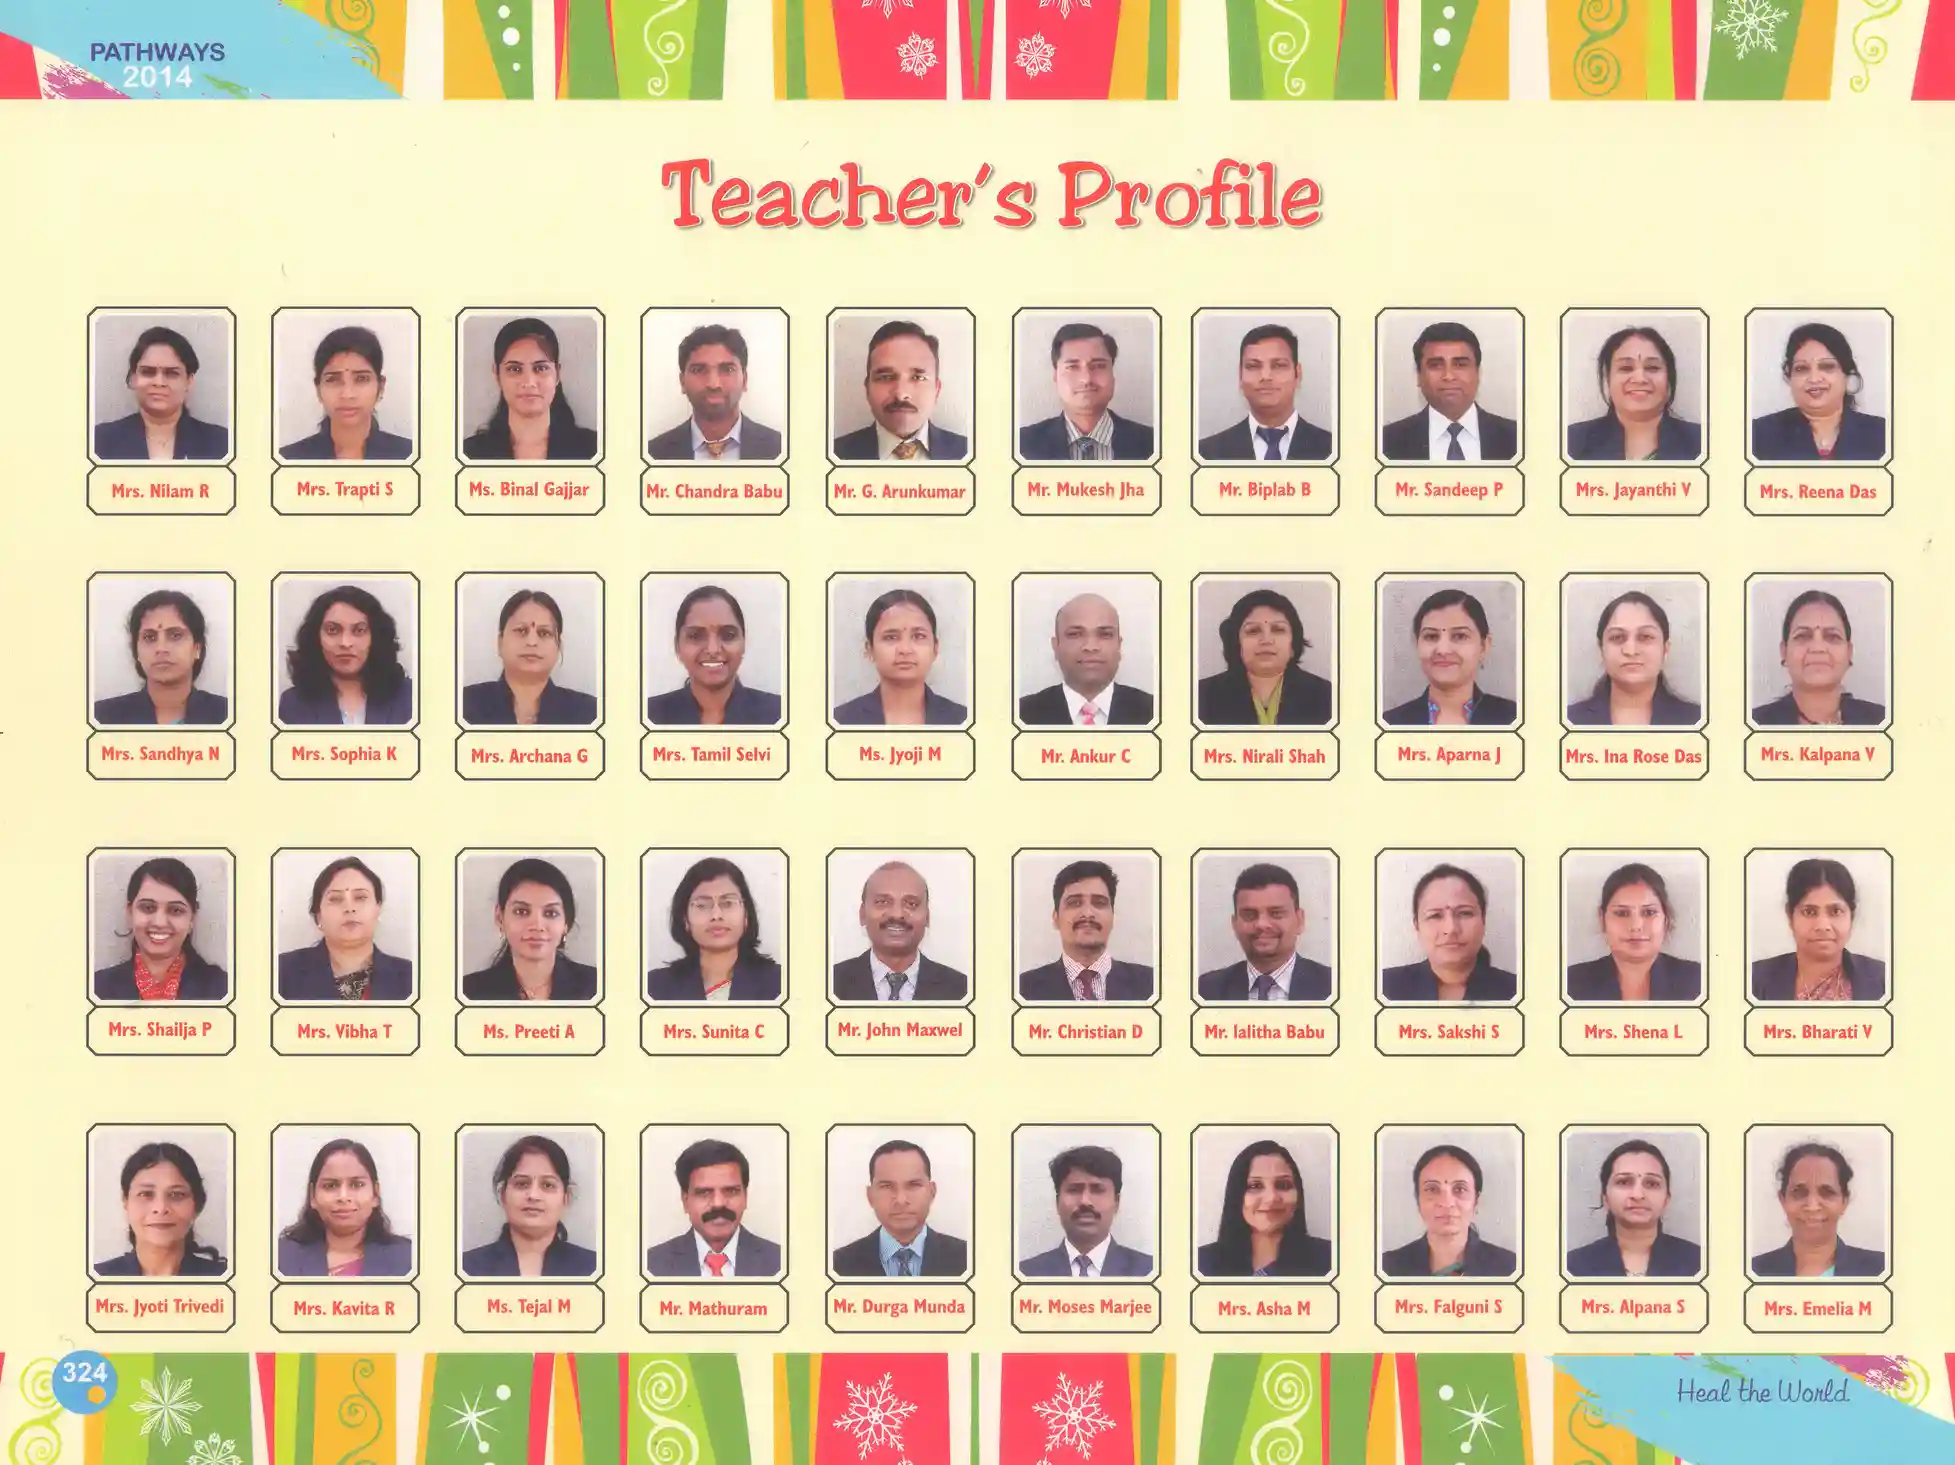 PATHWAYS
2014
Teacher's Profile
Mrs. Nilam R
Mrs. Trapti S
Ms. Binal Gajjar
Mr. Chandra Babu
Mr. G. Arunkumar
Mr. Mukesh Jha
Mr. Biplab B
Mr. Sandeep P
Mrs. Jayanthi V
Mrs. Reena Das
Mrs. Sandhya N
Mrs. Sophia K
Mrs. Archana G
Mrs. Tamil Selvi
Ms. Jyoji M
Mr. Ankur C
Mrs. Nirali Shah
Mrs. Aparna J
Mrs. Ina Rose Das
Mrs. Kalpana V
Mrs. Shailja P
Mrs. Vibha T
Ms. Preeti A
Mrs. Sunita C
Mr. John Maxwel
Mr. Christian D
Mr. lalitha Babu
Mrs. Sakshi S
Mrs. Shena L
Mrs. Bharati V
Mrs. Jyoti Trivedi
Mrs. Kavita R
Ms. Tejal M
Mr. Mathuram
Mr. Durga Munda
Mr. Moses Marjee
Mrs. Asha M
Mrs. Falguni S
Mrs. Alpana S
Mrs. Emelia M
324
Heal the World